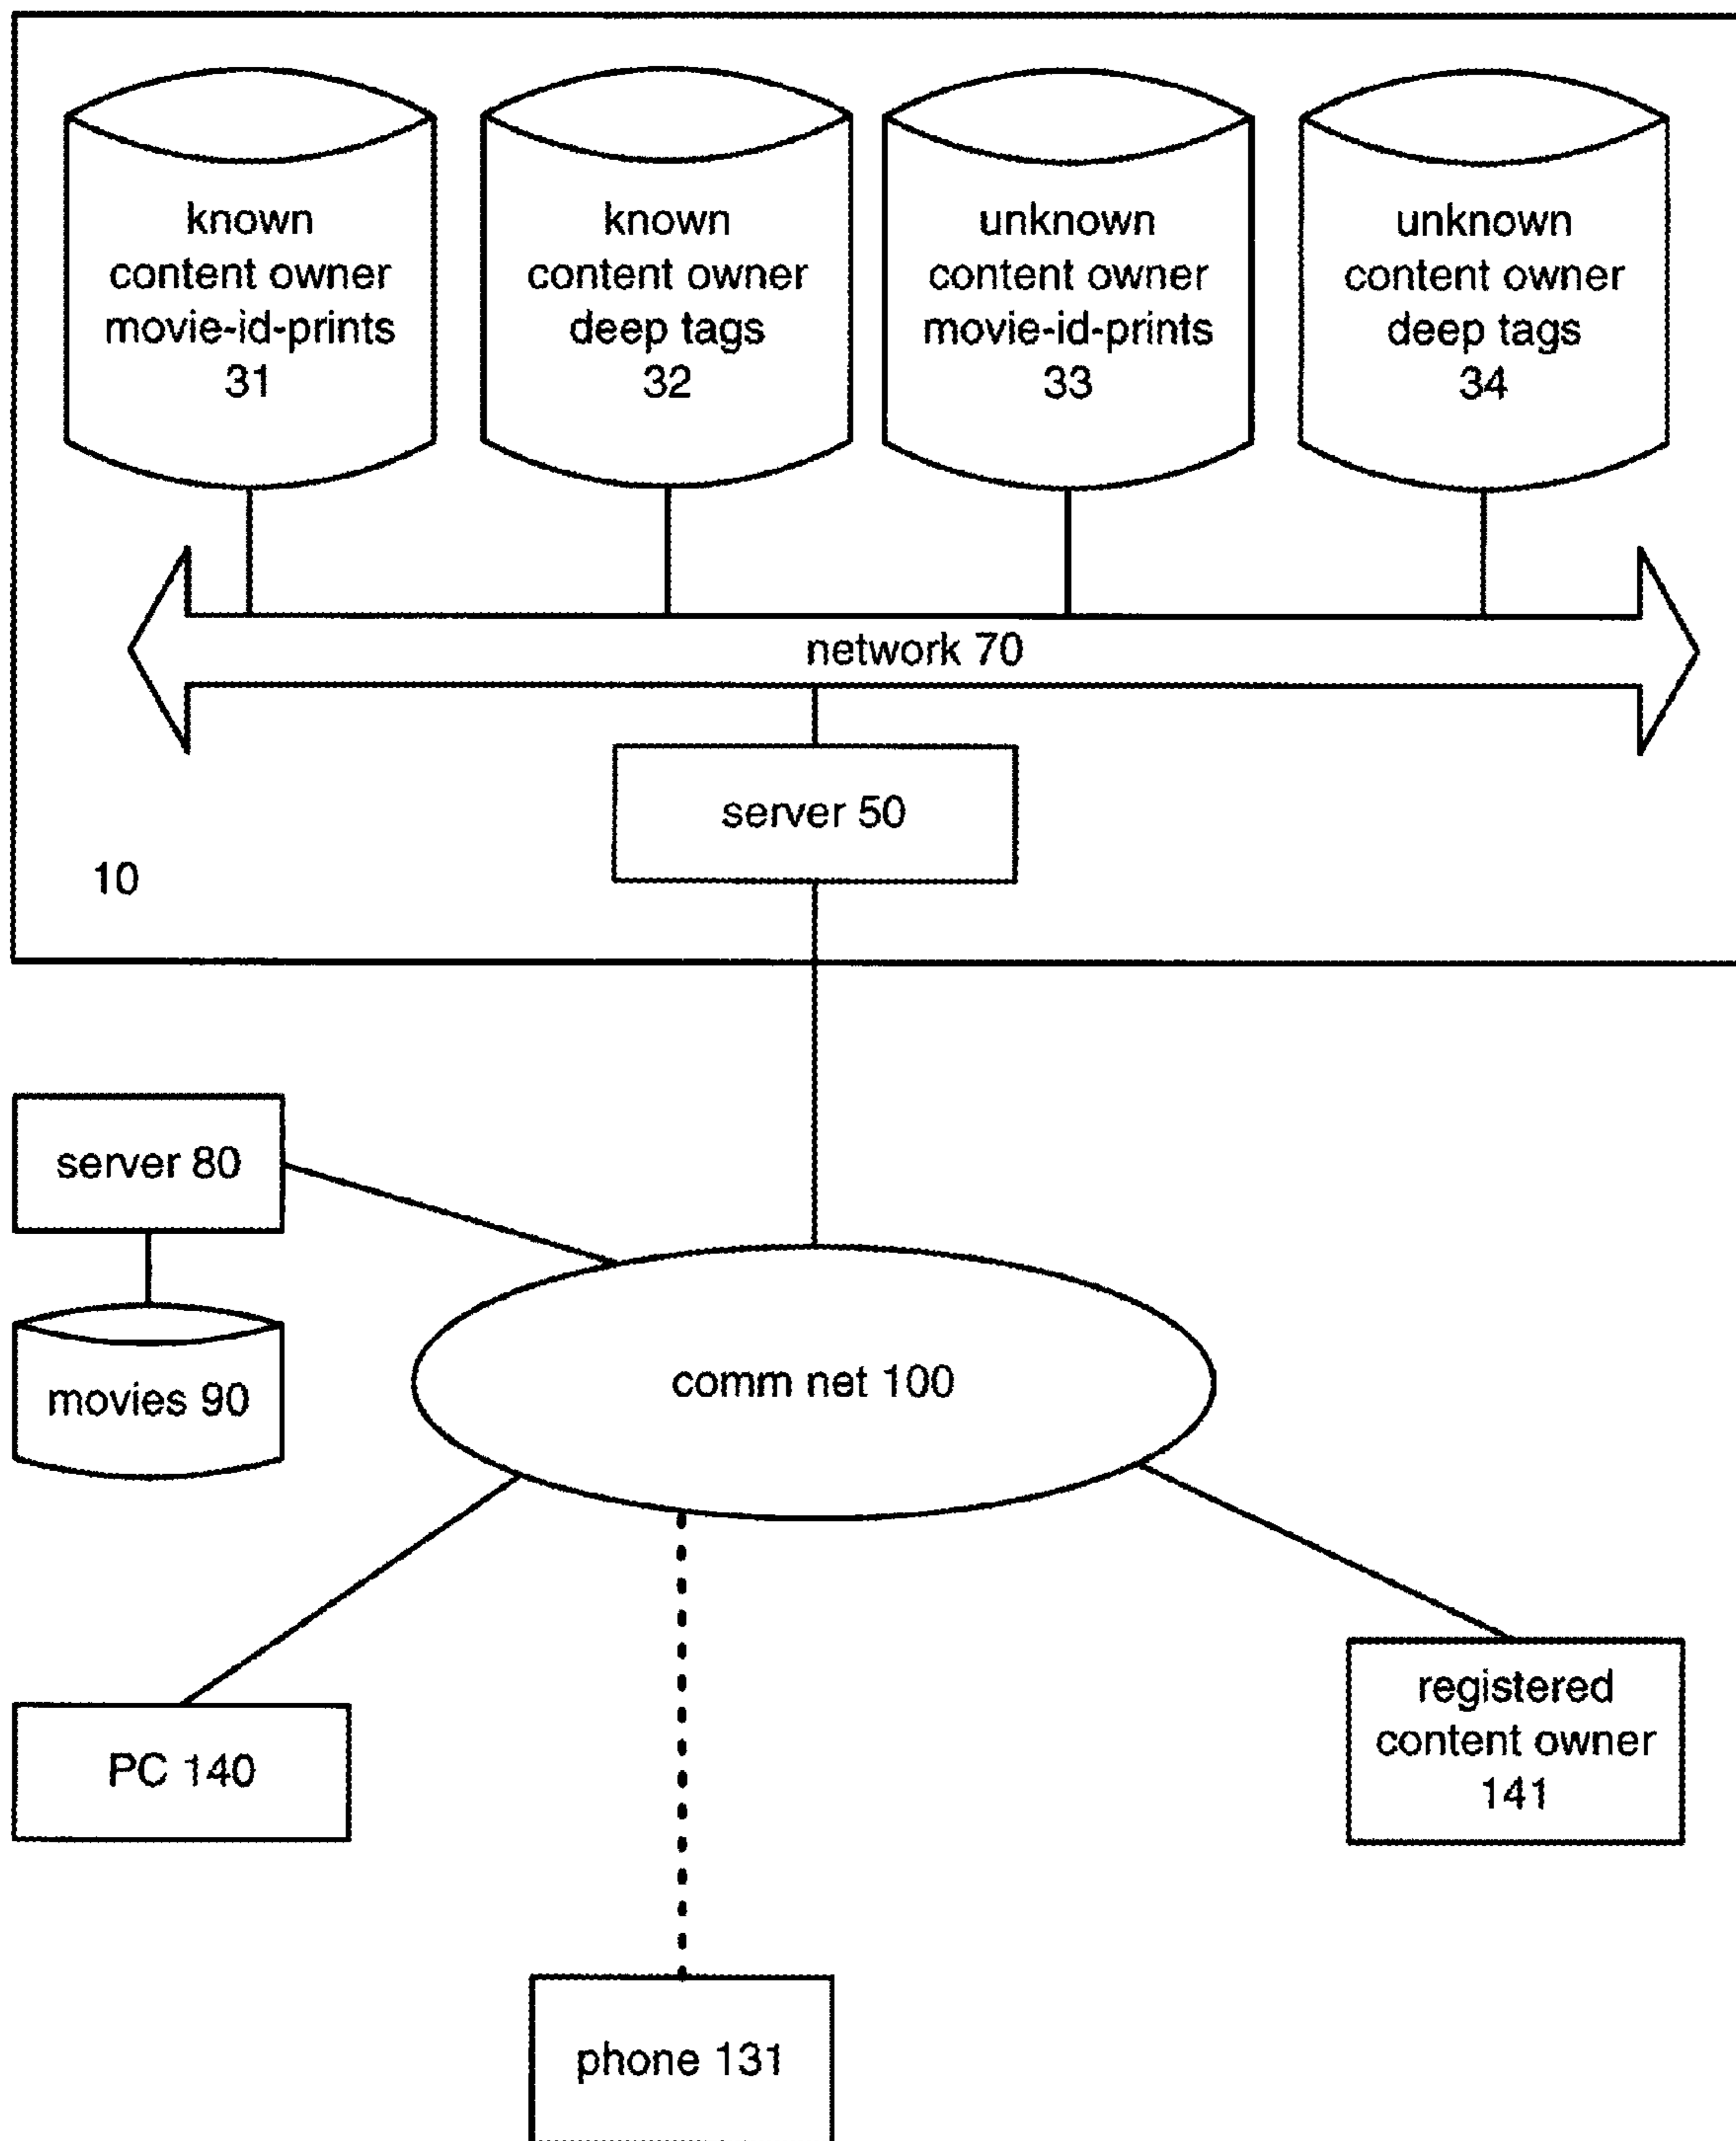 known
content owner
movie-id-prints
31
known
content owner
deep tags
32
unknown
content owner
movie-id-prints
33
unknown
content owner
deep tags
34
network 70
server 50
10
server 80
movies 90
comm net 100
PC 140
registered
content owner
141
phone 131